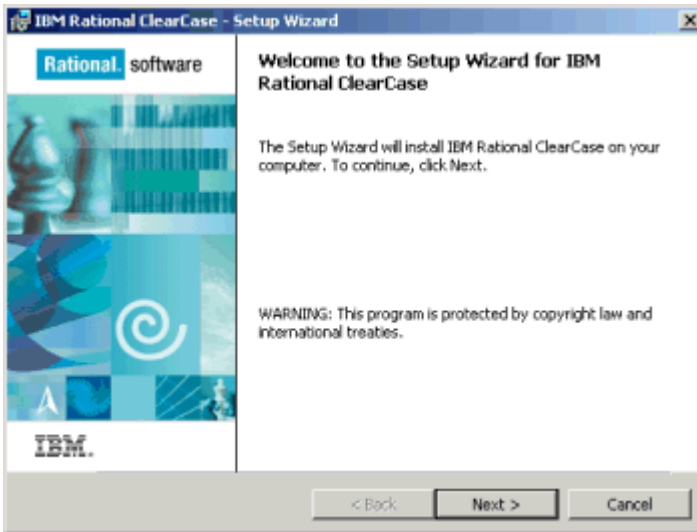 IBM Rational ClearCase - Setup Wizard
Rational. software
Welcome to the Setup Wizard for IBM
Rational ClearCase
The Setup Wizard will install IBM Rational ClearCase on your
computer. To continue, click Next.
WARNING: This program is protected by copyright law and
international treaties.
IBM.
< Back
Next >
Cancel